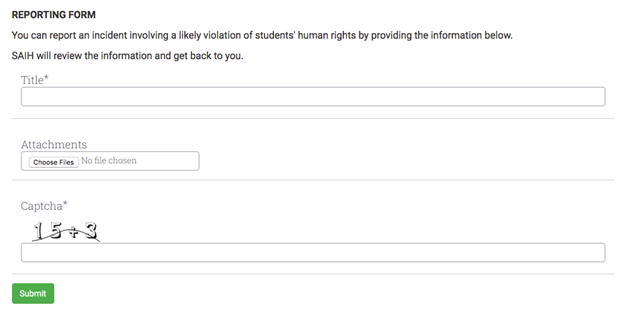 REPORTING FORM
You can report an incident involving a likely violation of students' human rights by providing the information below.
SAIH will review the information and get back to you.
Title*
Attachments
Choose Files No file chosen
Captcha*
15+3
Submit